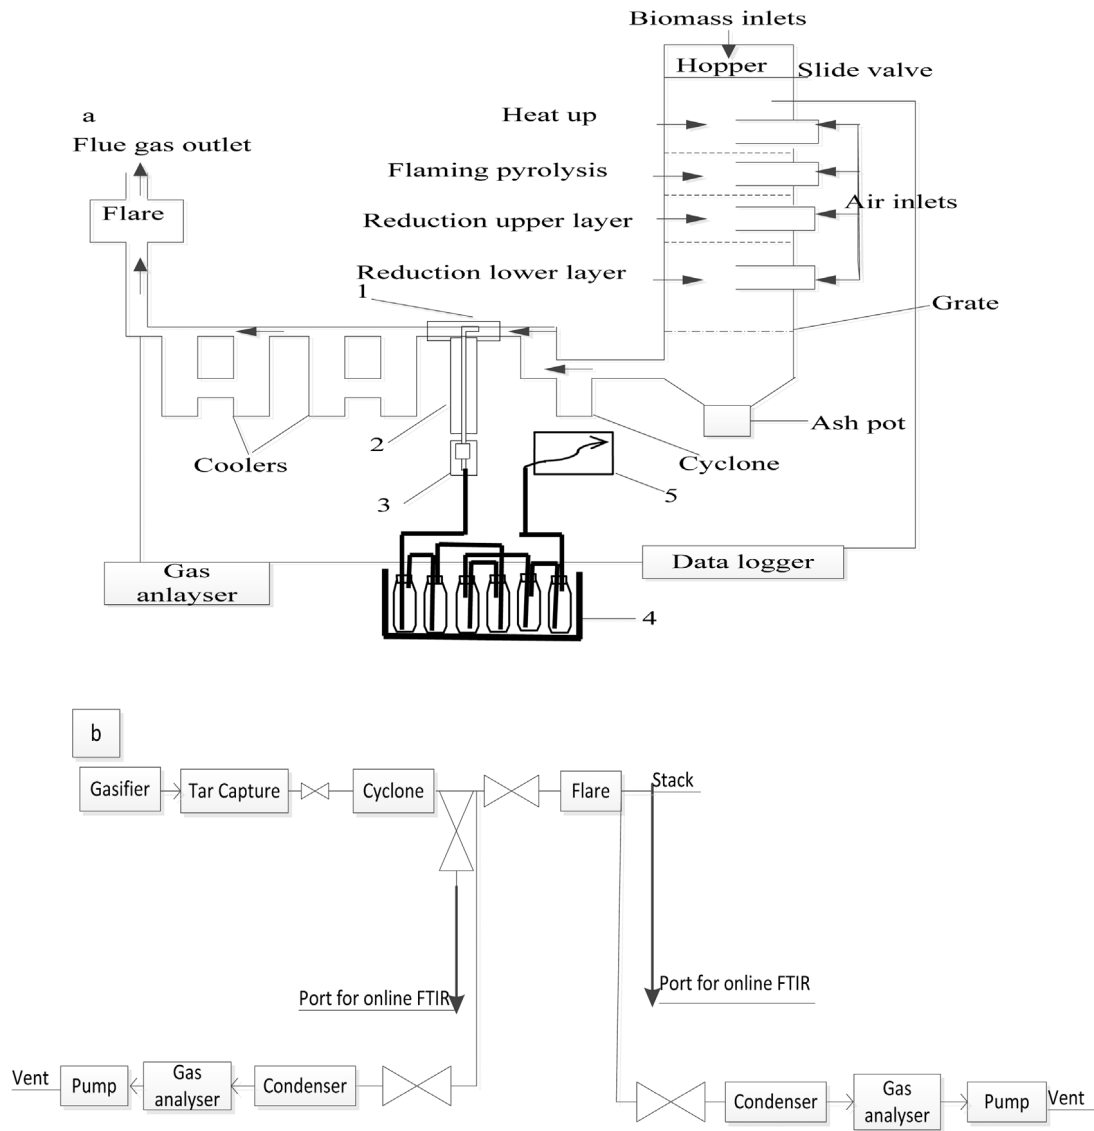 Biomass inlets
Hopper
Slide valve
a
Heat up
Flue gas outlet
Flaming pyrolysis
Flare
Air inlets
Reduction upper layer
Reduction lower layer
1
Grate
Ash pot
2
Coolers
Cyclone
3
5
Gas
anlayser
Data logger
4
b
Gasifier
Tar Capture
Cyclone
Flare
Stack
Port for online FTIR
Port for online FTIR
Vent
Pump
Gas
analyser
Condenser
Condenser
Gas
analyser
Pump
Vent